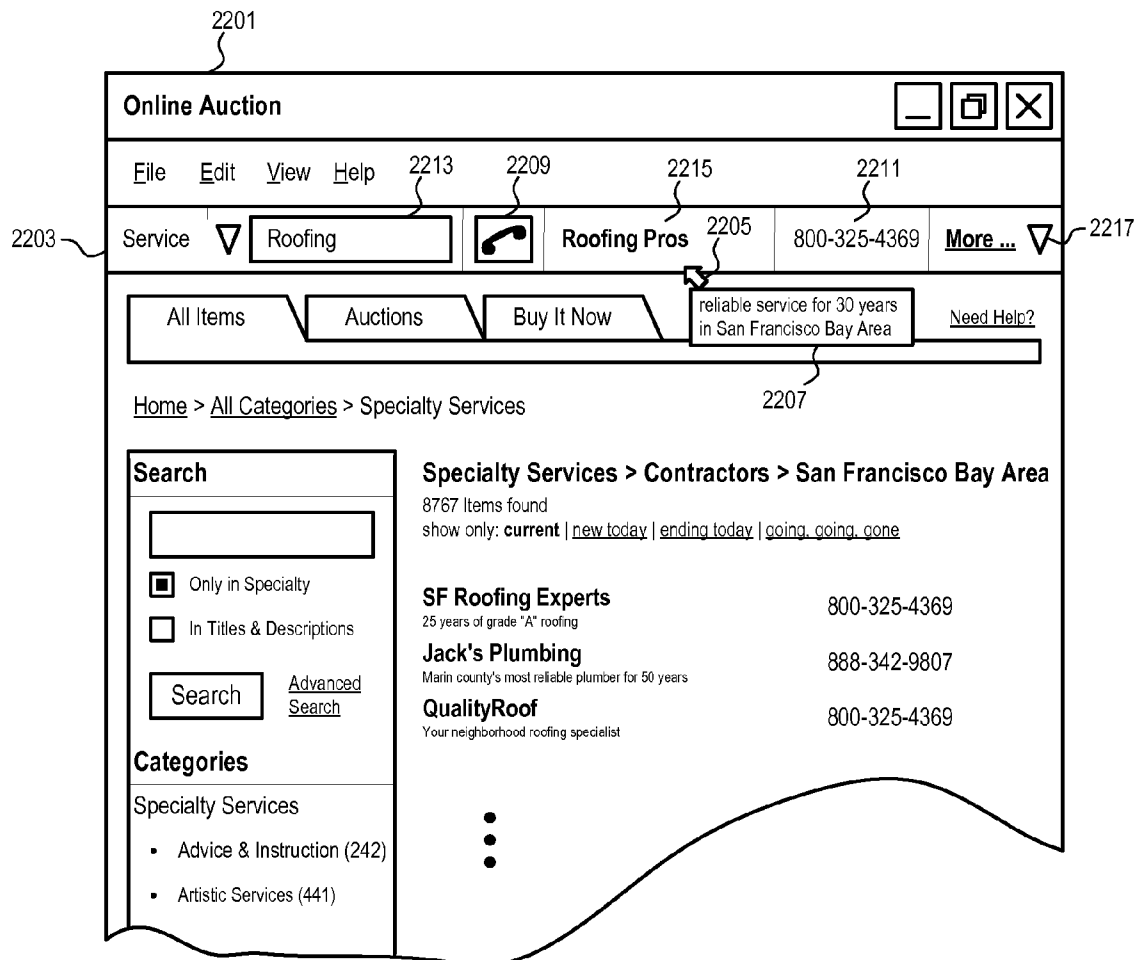 2201
Online Auction
File Edit View Help 2213 2209 2215 2211
2203 Service Roofing Roofing Pros 2205 800-325-4369 More ... 2217
All Items Auctions Buy It Now reliable service for 30 years
in San Francisco Bay Area Need Help?
2207
Home > All Categories > Specialty Services
Search
Only in Specialty
In Titles & Descriptions
Search Advanced
Search
Categories
Specialty Services
• Advice & Instruction (242)
• Artistic Services (441)
Specialty Services > Contractors > San Francisco Bay Area
8767 Items found
show only: current | new today | ending today | going, going, gone
SF Roofing Experts 800-325-4369
25 years of grade "A" roofing
Jack's Plumbing 888-342-9807
Marin county's most reliable plumber for 50 years
QualityRoof 800-325-4369
Your neighborhood roofing specialist